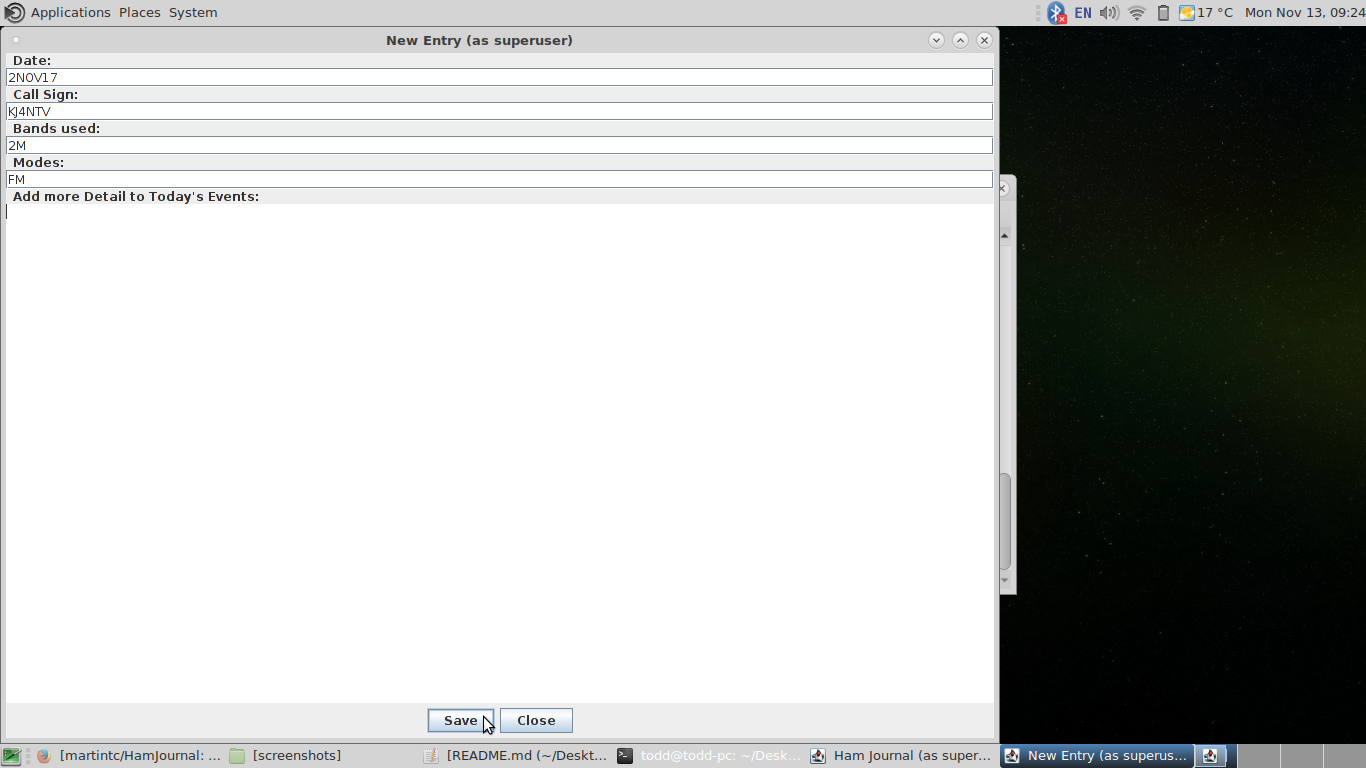 Applications Places System EN 17 °C Mon Nov 13, 09:24
New Entry (as superuser)
Date:
2NOV17
Call Sign:
KJ4NTV
Bands used:
2M
Modes:
FM
Add more Detail to Today's Events:
Save Close
[martintc/HamJournal: ... [screenshots] [README.md (~/Deskt... todd@todd-pc: ~/Desk... Ham Journal (as super... New Entry (as superus...